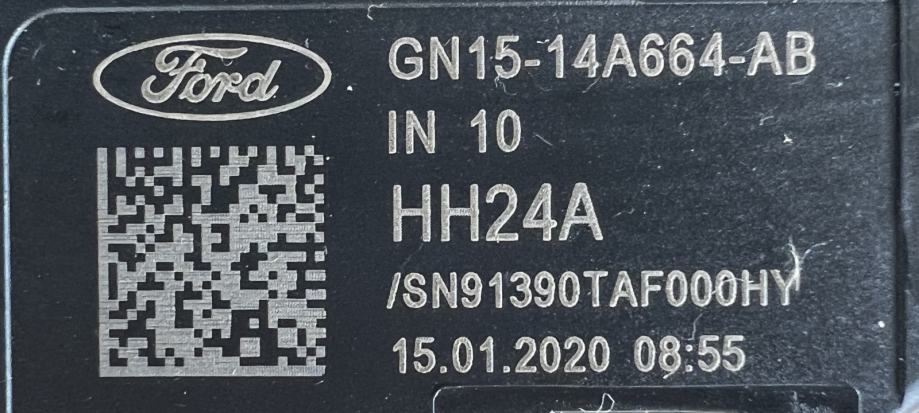 Ford
GN15-14A664-AB
IN 10
HH24A
/SN91390TAF000HY
15.01.2020 08:55